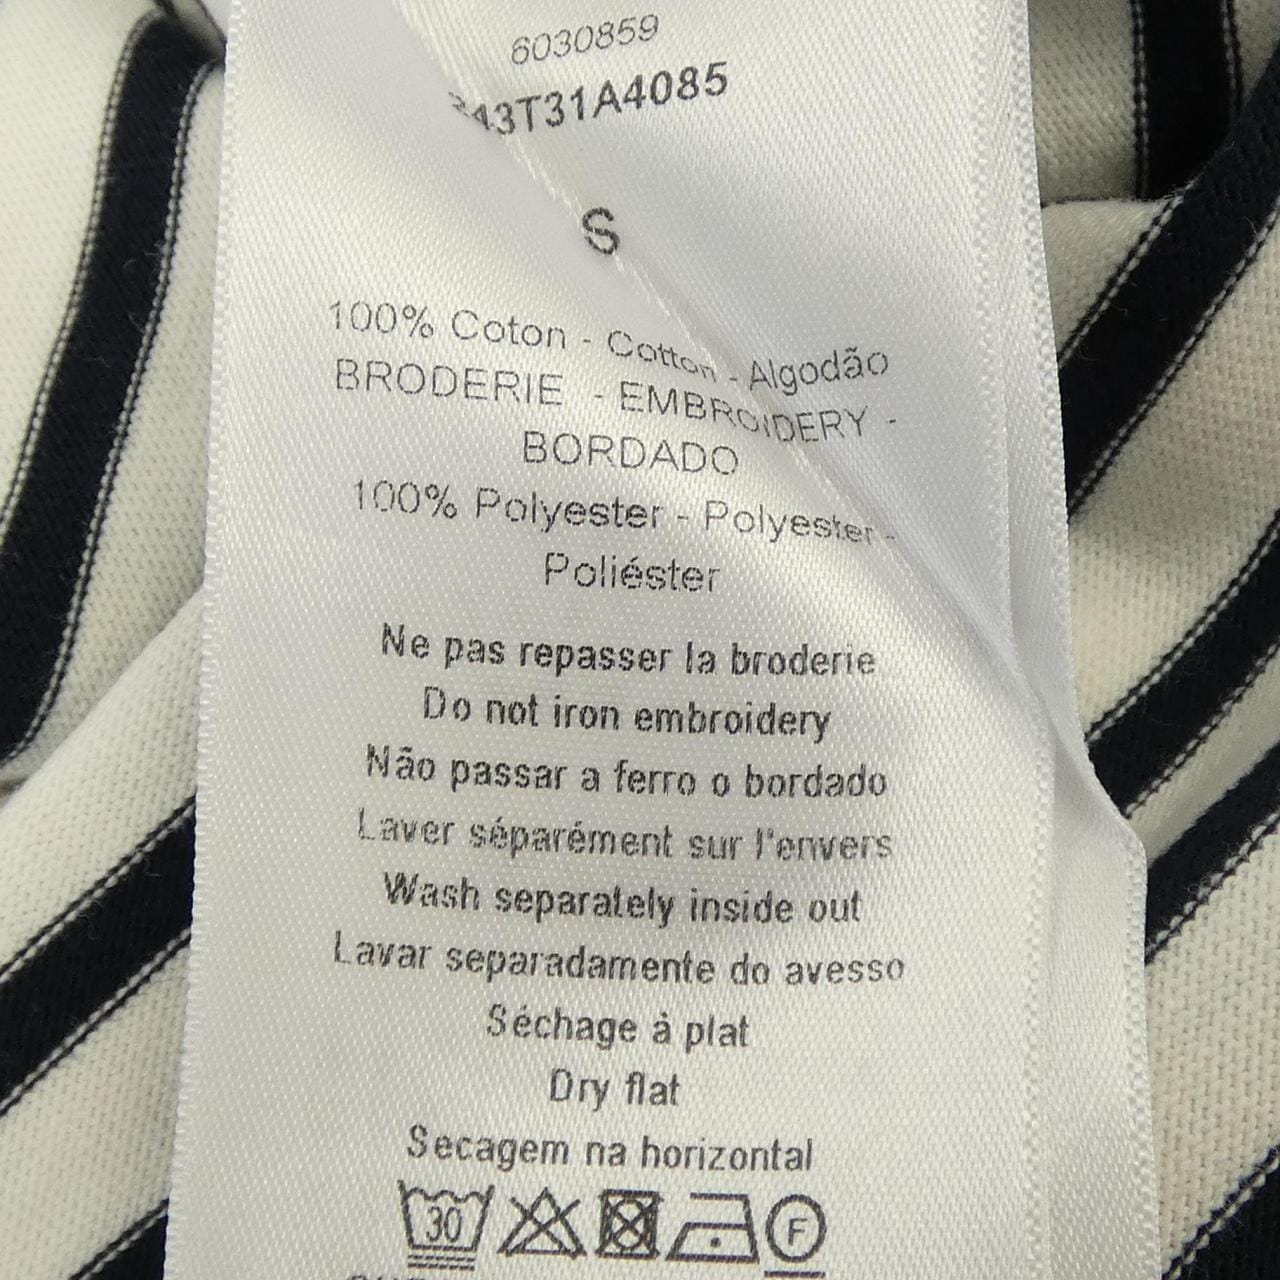 6030859
343T31A4085
S
100% Coton - Cotton - Algodão
BRODERIE - EMBROIDERY -
BORDADO
100% Polyester - Polyester -
Poliéster
Ne pas repasser la broderie
Do not iron embroidery
Não passar a ferro o bordado
Laver séparément sur l'envers
Wash separately inside out
Lavar separadamente do avesso
Séchage à plat
Dry flat
Secagem na horizontal
30 F